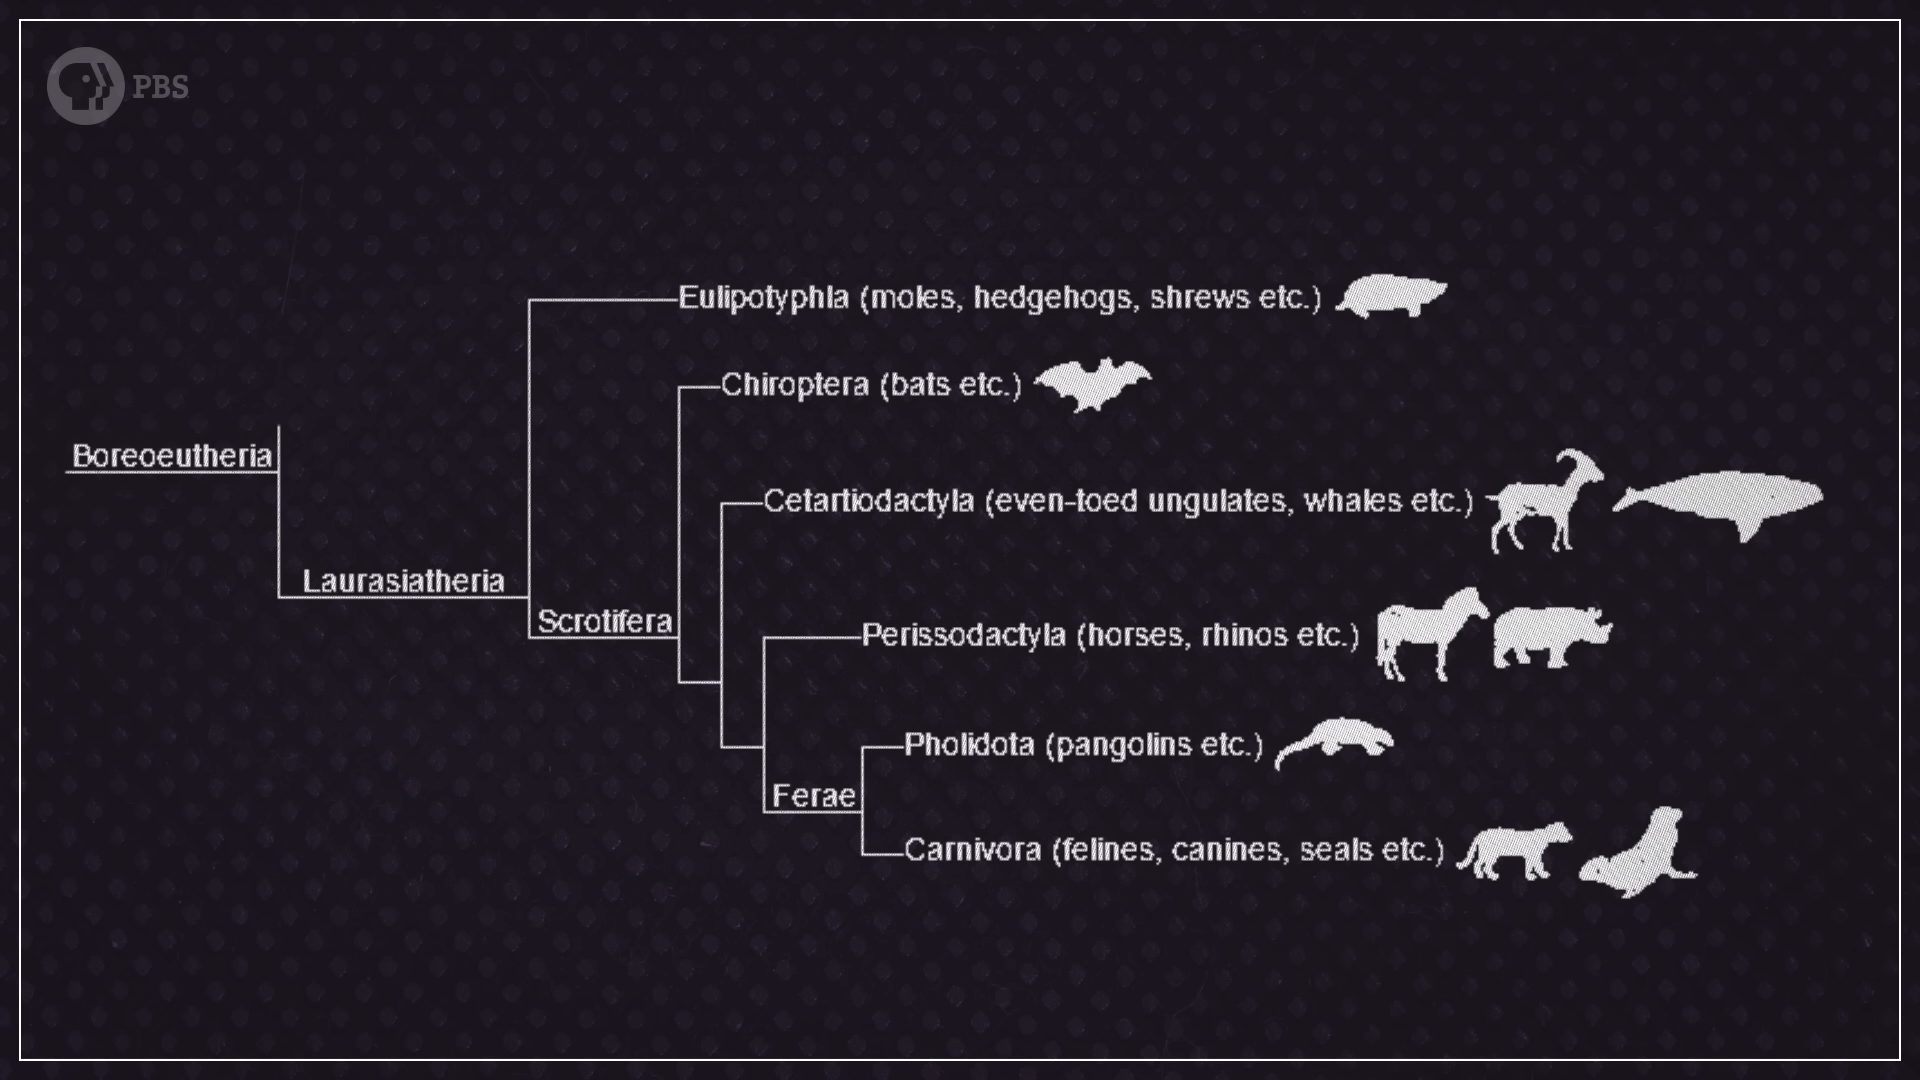 PBS
Eulipotyphla (moles, hedgehogs, shrews etc.)
Chiroptera (bats etc.)
Boreoeutheria
Cetartiodactyla (even-toed ungulates, whales etc.)
Laurasiatheria
Scrotifera
Perissodactyla (horses, rhinos etc.)
Pholidota (pangolins etc.)
Ferae
Carnivora (felines, canines, seals etc.)